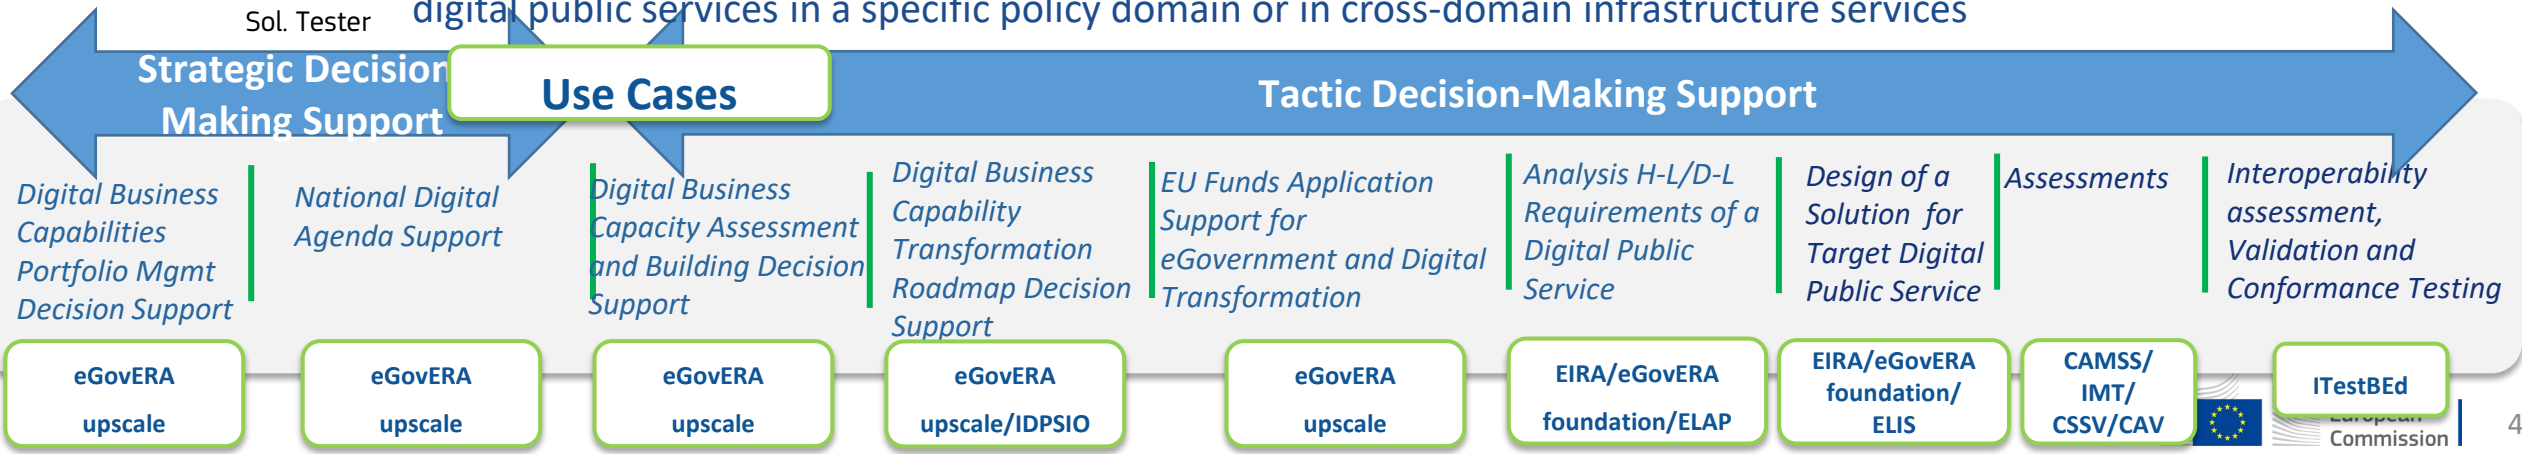 Sol. Tester
digital public services in a specific policy domain or in cross-domain infrastructure services
Strategic Decision
Making Support
Use Cases
Tactic Decision-Making Support
Digital Business
Capabilities
Portfolio Mgmt
Decision Support
National Digital
Agenda Support
Digital Business
Capacity Assessment
and Building Decision
Support
Digital Business
Capability
Transformation
Roadmap Decision
Support
EU Funds Application
Support for
eGovernment and Digital
Transformation
Analysis H-L/D-L
Requirements of a
Digital Public
Service
Design of a
Solution for
Target Digital
Public Service
Assessments
Interoperability
assessment,
Validation and
Conformance Testing
eGovERA
upscale
eGovERA
upscale
eGovERA
upscale
eGovERA
upscale/IDPSIO
eGovERA
upscale
EIRA/eGovERA
foundation/ELAP
EIRA/eGovERA
foundation/
ELIS
CAMSS/
IMT/
CSSV/CAV
ITestBEd
European
Commission
4